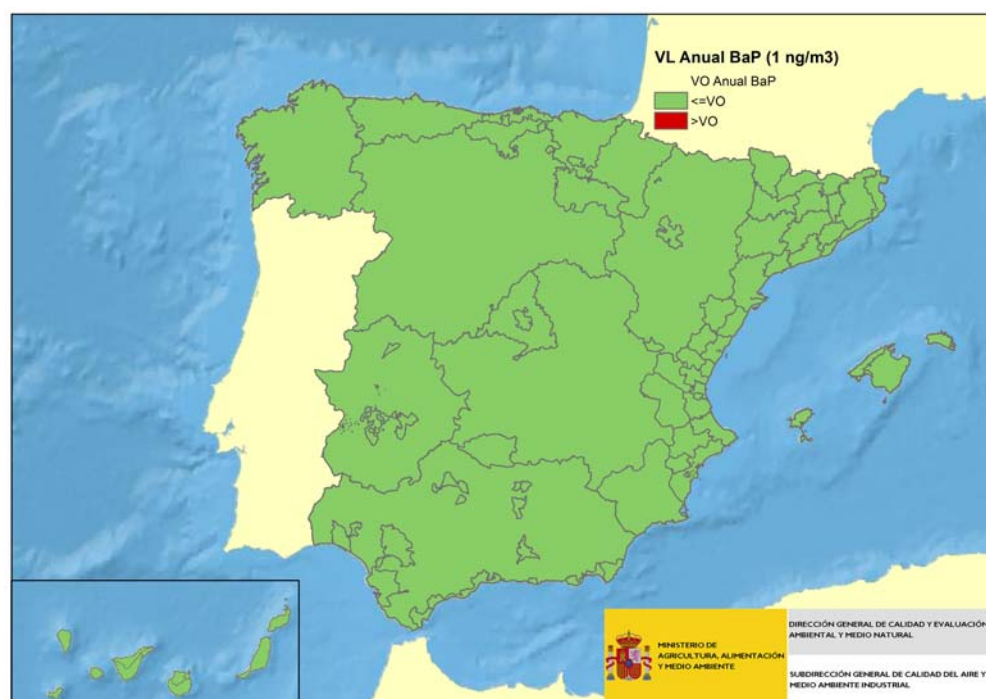 VL Anual BaP (1 ng/m3)
VO Anual BaP
<=VO
>VO
MINISTERIO DE
AGRICULTURA, ALIMENTACIÓN
Y MEDIO AMBIENTE
DIRECCIÓN GENERAL DE CALIDAD Y EVALUACIÓN
AMBIENTAL Y MEDIO NATURAL
SUBDIRECCIÓN GENERAL DE CALIDAD DEL AIRE Y
MEDIO AMBIENTE INDUSTRIAL